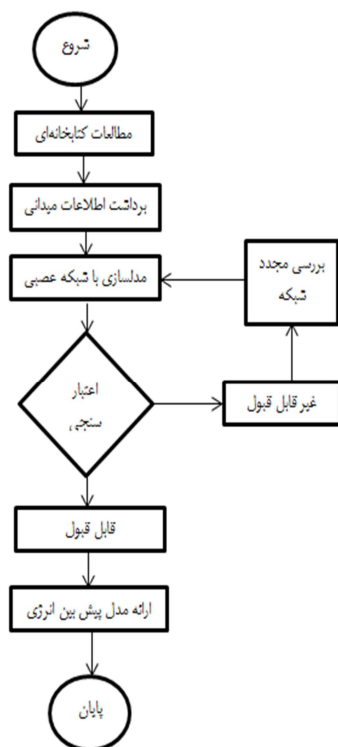 شروع
مطالعات کتابخانه‌ای
برداشت اطلاعات میدانی
مدلسازی با شبکه عصبی
بررسی مجدد
شبکه
اعتبار
سنجی
غیر قابل قبول
قابل قبول
ارائه مدل پیش بین انرژی
پایان